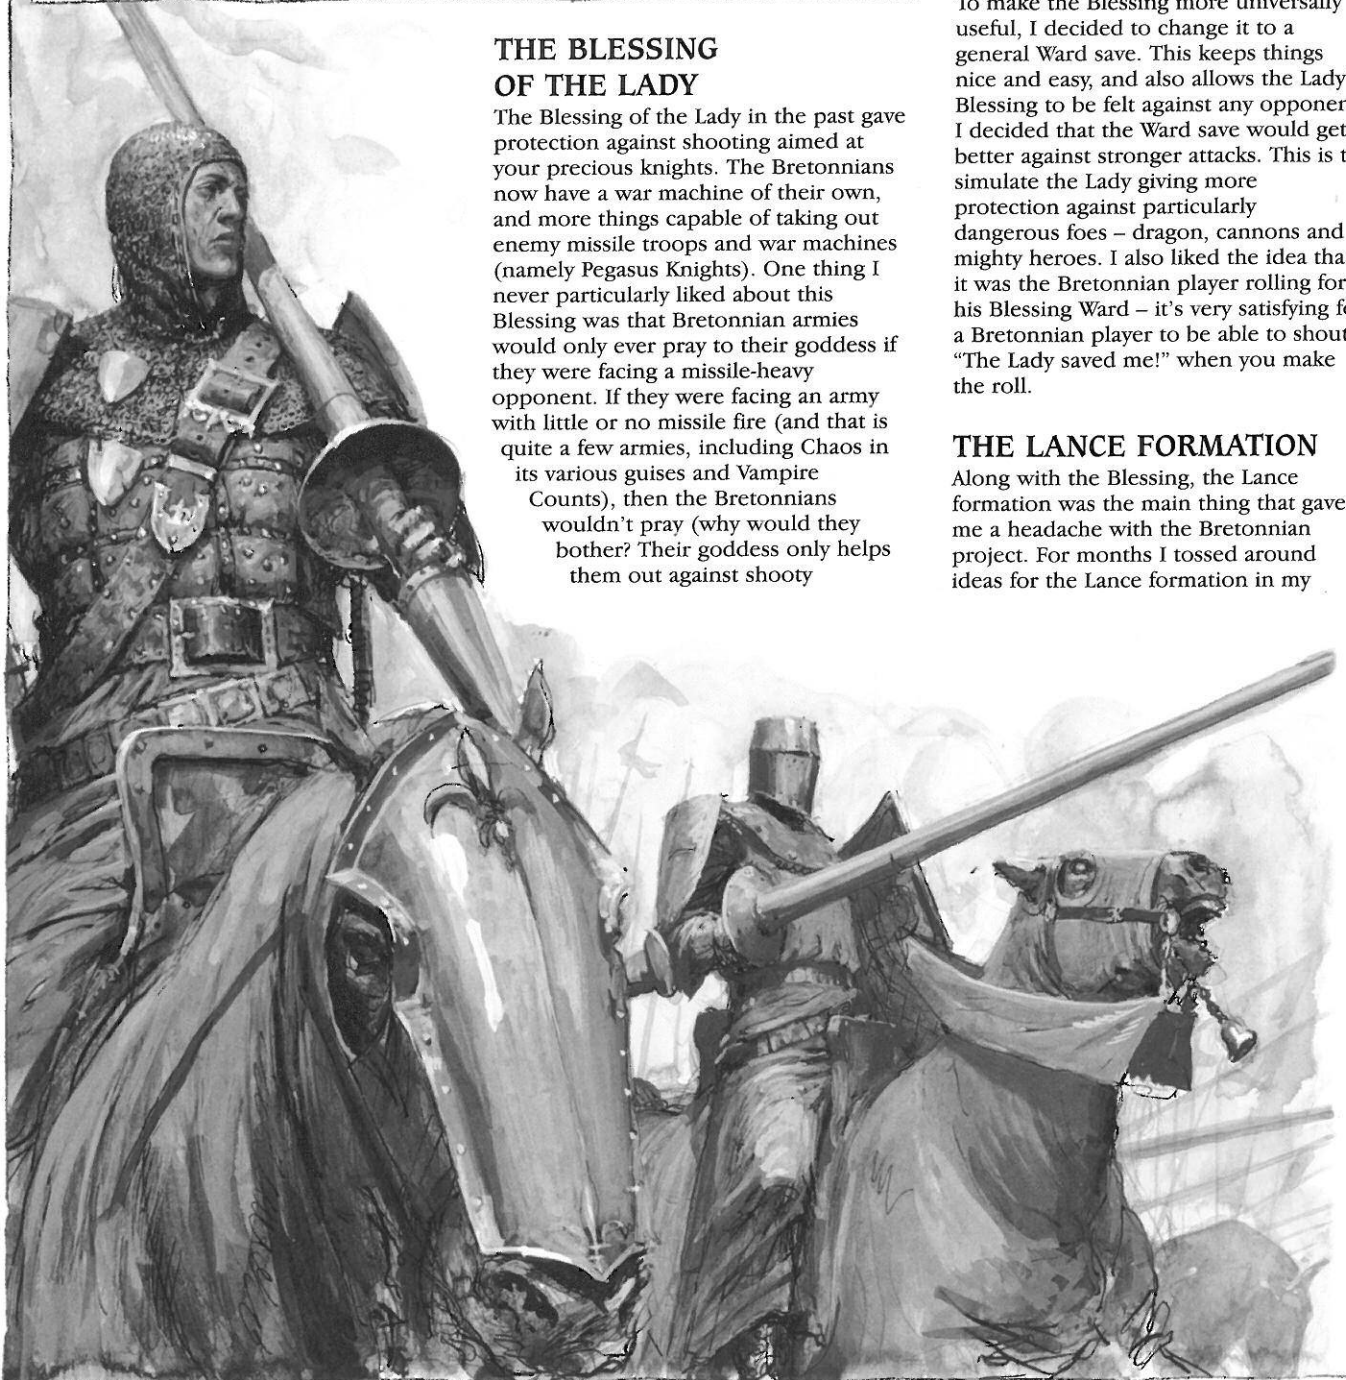 THE BLESSING
OF THE LADY
The Blessing of the Lady in the past gave
protection against shooting aimed at
your precious knights. The Bretonnians
now have a war machine of their own,
and more things capable of taking out
enemy missile troops and war machines
(namely Pegasus Knights). One thing I
never particularly liked about this
Blessing was that Bretonnian armies
would only ever pray to their goddess if
they were facing a missile-heavy
opponent. If they were facing an army
with little or no missile fire (and that is
quite a few armies, including Chaos in
its various guises and Vampire
Counts), then the Bretonnians
wouldn't pray (why would they
bother? Their goddess only helps
them out against shooty
To make the Blessing more universally
useful, I decided to change it to a
general Ward save. This keeps things
nice and easy, and also allows the Lady
Blessing to be felt against any
I decided that the Ward save would get
better against stronger attacks. This is
simulate the Lady giving more
protection against particularly
dangerous foes – dragon, cannons and
mighty heroes. I also liked the idea
it was the Bretonnian player rolling for
his Blessing Ward – it's very satisfying
a Bretonnian player to be able to shout
“The Lady saved me!” when you make
the roll.
THE LANCE FORMATION
Along with the Blessing, the Lance
formation was the main thing that gave
me a headache with the Bretonnian
project. For months I tossed around
ideas for the Lance formation in my